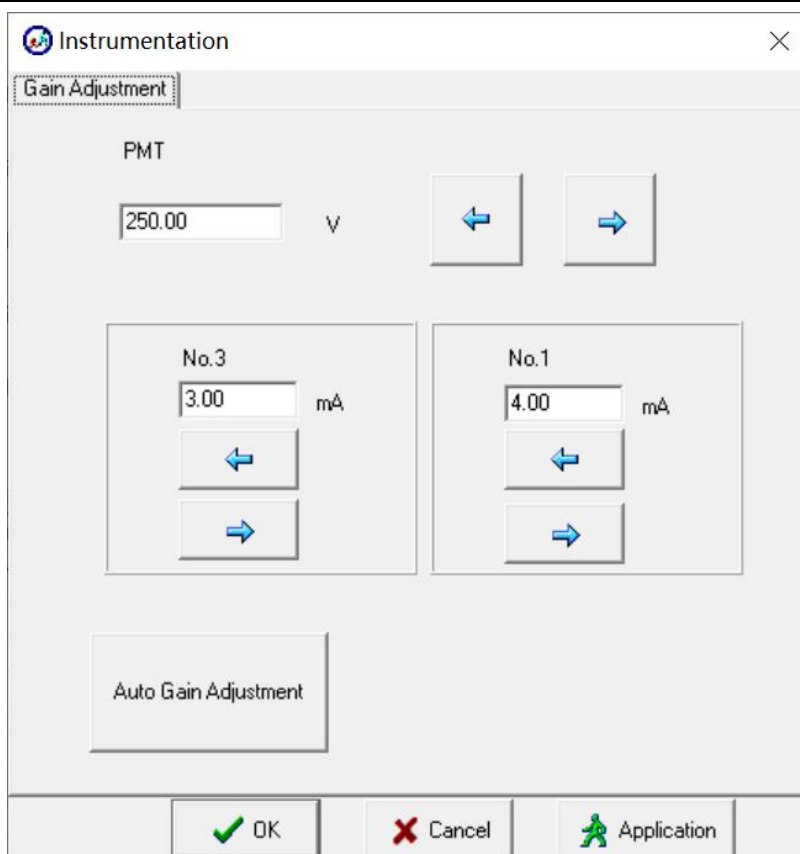 Instrumentation
Gain Adjustment
PMT
250.00 V
No.3
3.00 mA
No.1
4.00 mA
Auto Gain Adjustment
OK
Cancel
Application